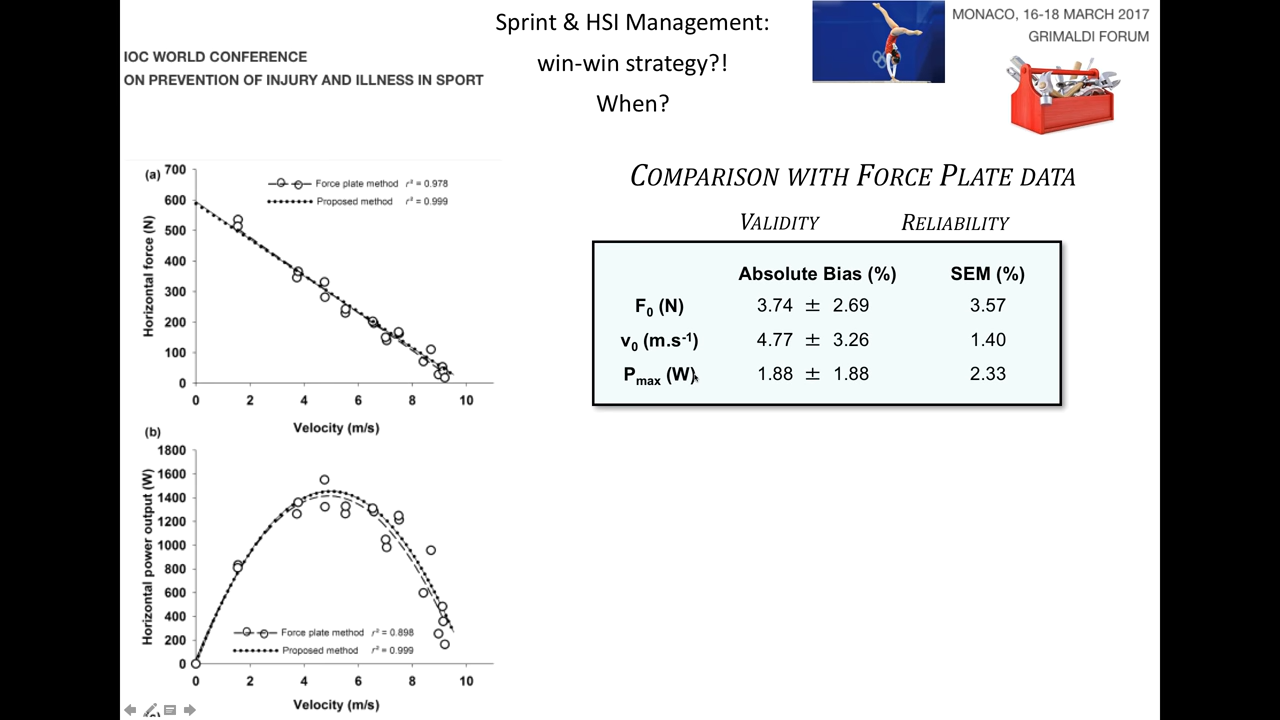 Sprint & HSI Management:
win-win strategy?!
When?
MONACO, 16-18 MARCH 2017
GRIMALDI FORUM
IOC WORLD CONFERENCE
ON PREVENTION OF INJURY AND ILLNESS IN SPORT
(a)
Force plate method r² = 0.978
Proposed method r² = 0.999
Horizontal force (N)
700
600
500
400
300
200
100
0
0 2 4 6 8 10
Velocity (m/s)
(b)
Horizontal power output (W)
1800
1600
1400
1200
1000
800
600
400
200
0
Force plate method r² = 0.898
Proposed method r² = 0.999
0 2 4 6 8 10
Velocity (m/s)
COMPARISON WITH FORCE PLATE DATA
VALIDITY RELIABILITY
Absolute Bias (%) SEM (%)
F₀ (N) 3.74 ± 2.69 3.57
v₀ (m.s⁻¹) 4.77 ± 3.26 1.40
Pmax (W) 1.88 ± 1.88 2.33